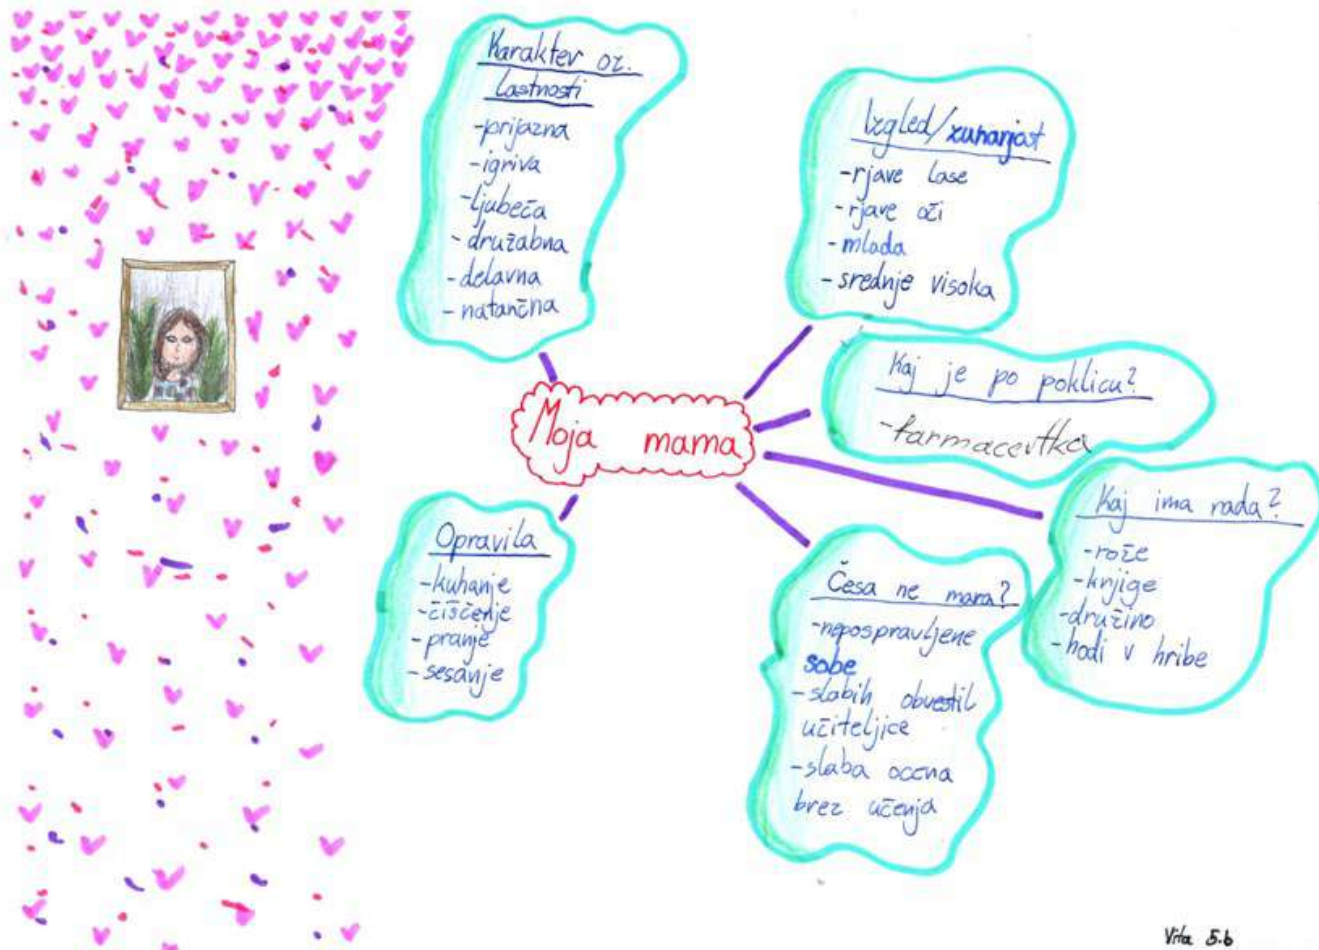 Karakter oz.
lastnosti
-prijazna
-igriva
-ljubeča
-družabna
-delavna
-natančna
Izgled/zunanjost
-rjave lase
-rjave oči
-mlada
-srednje visoka
Kaj je po poklicu?
-farmacevtka
Moja mama
Kaj ima rada?
-rože
-knjige
-družino
-hodi v hribe
Opravila
-kuhanje
-čiščenje
-pranje
-sesanje
Česa ne mara?
-nepospravljene
sobe
-slabih obvestil
učiteljice
-slaba ocena
brez učenja
Vita 5.b